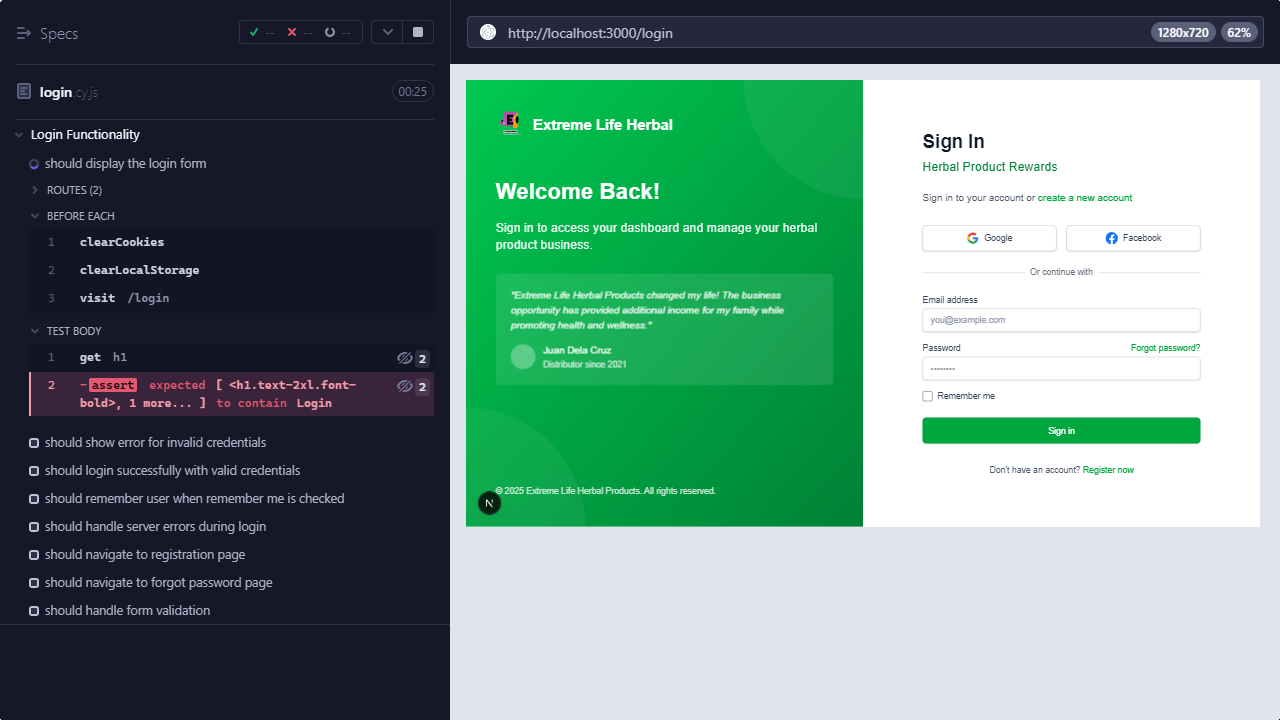 Specs
-- -- --
login cy.js
00:25
Login Functionality
should display the login form
ROUTES (2)
BEFORE EACH
1 clearCookies
2 clearLocalStorage
3 visit /login
TEST BODY
1 get h1 2
2 -assert expected [ <h1.text-2xl.font-
bold>, 1 more... ] to contain Login 2
should show error for invalid credentials
should login successfully with valid credentials
should remember user when remember me is checked
should handle server errors during login
should navigate to registration page
should navigate to forgot password page
should handle form validation
http://localhost:3000/login
1280x720 62%
E
Extreme Life Herbal
Welcome Back!
Sign in to access your dashboard and manage your herbal
product business.
"Extreme Life Herbal Products changed my life! The business
opportunity has provided additional income for my family while
promoting health and wellness."
Juan Dela Cruz
Distributor since 2021
© 2025 Extreme Life Herbal Products. All rights reserved.
N
Sign In
Herbal Product Rewards
Sign in to your account or create a new account
Google
Facebook
Or continue with
Email address
you@example.com
Password Forgot password?
••••••••
Remember me
Sign in
Don't have an account? Register now